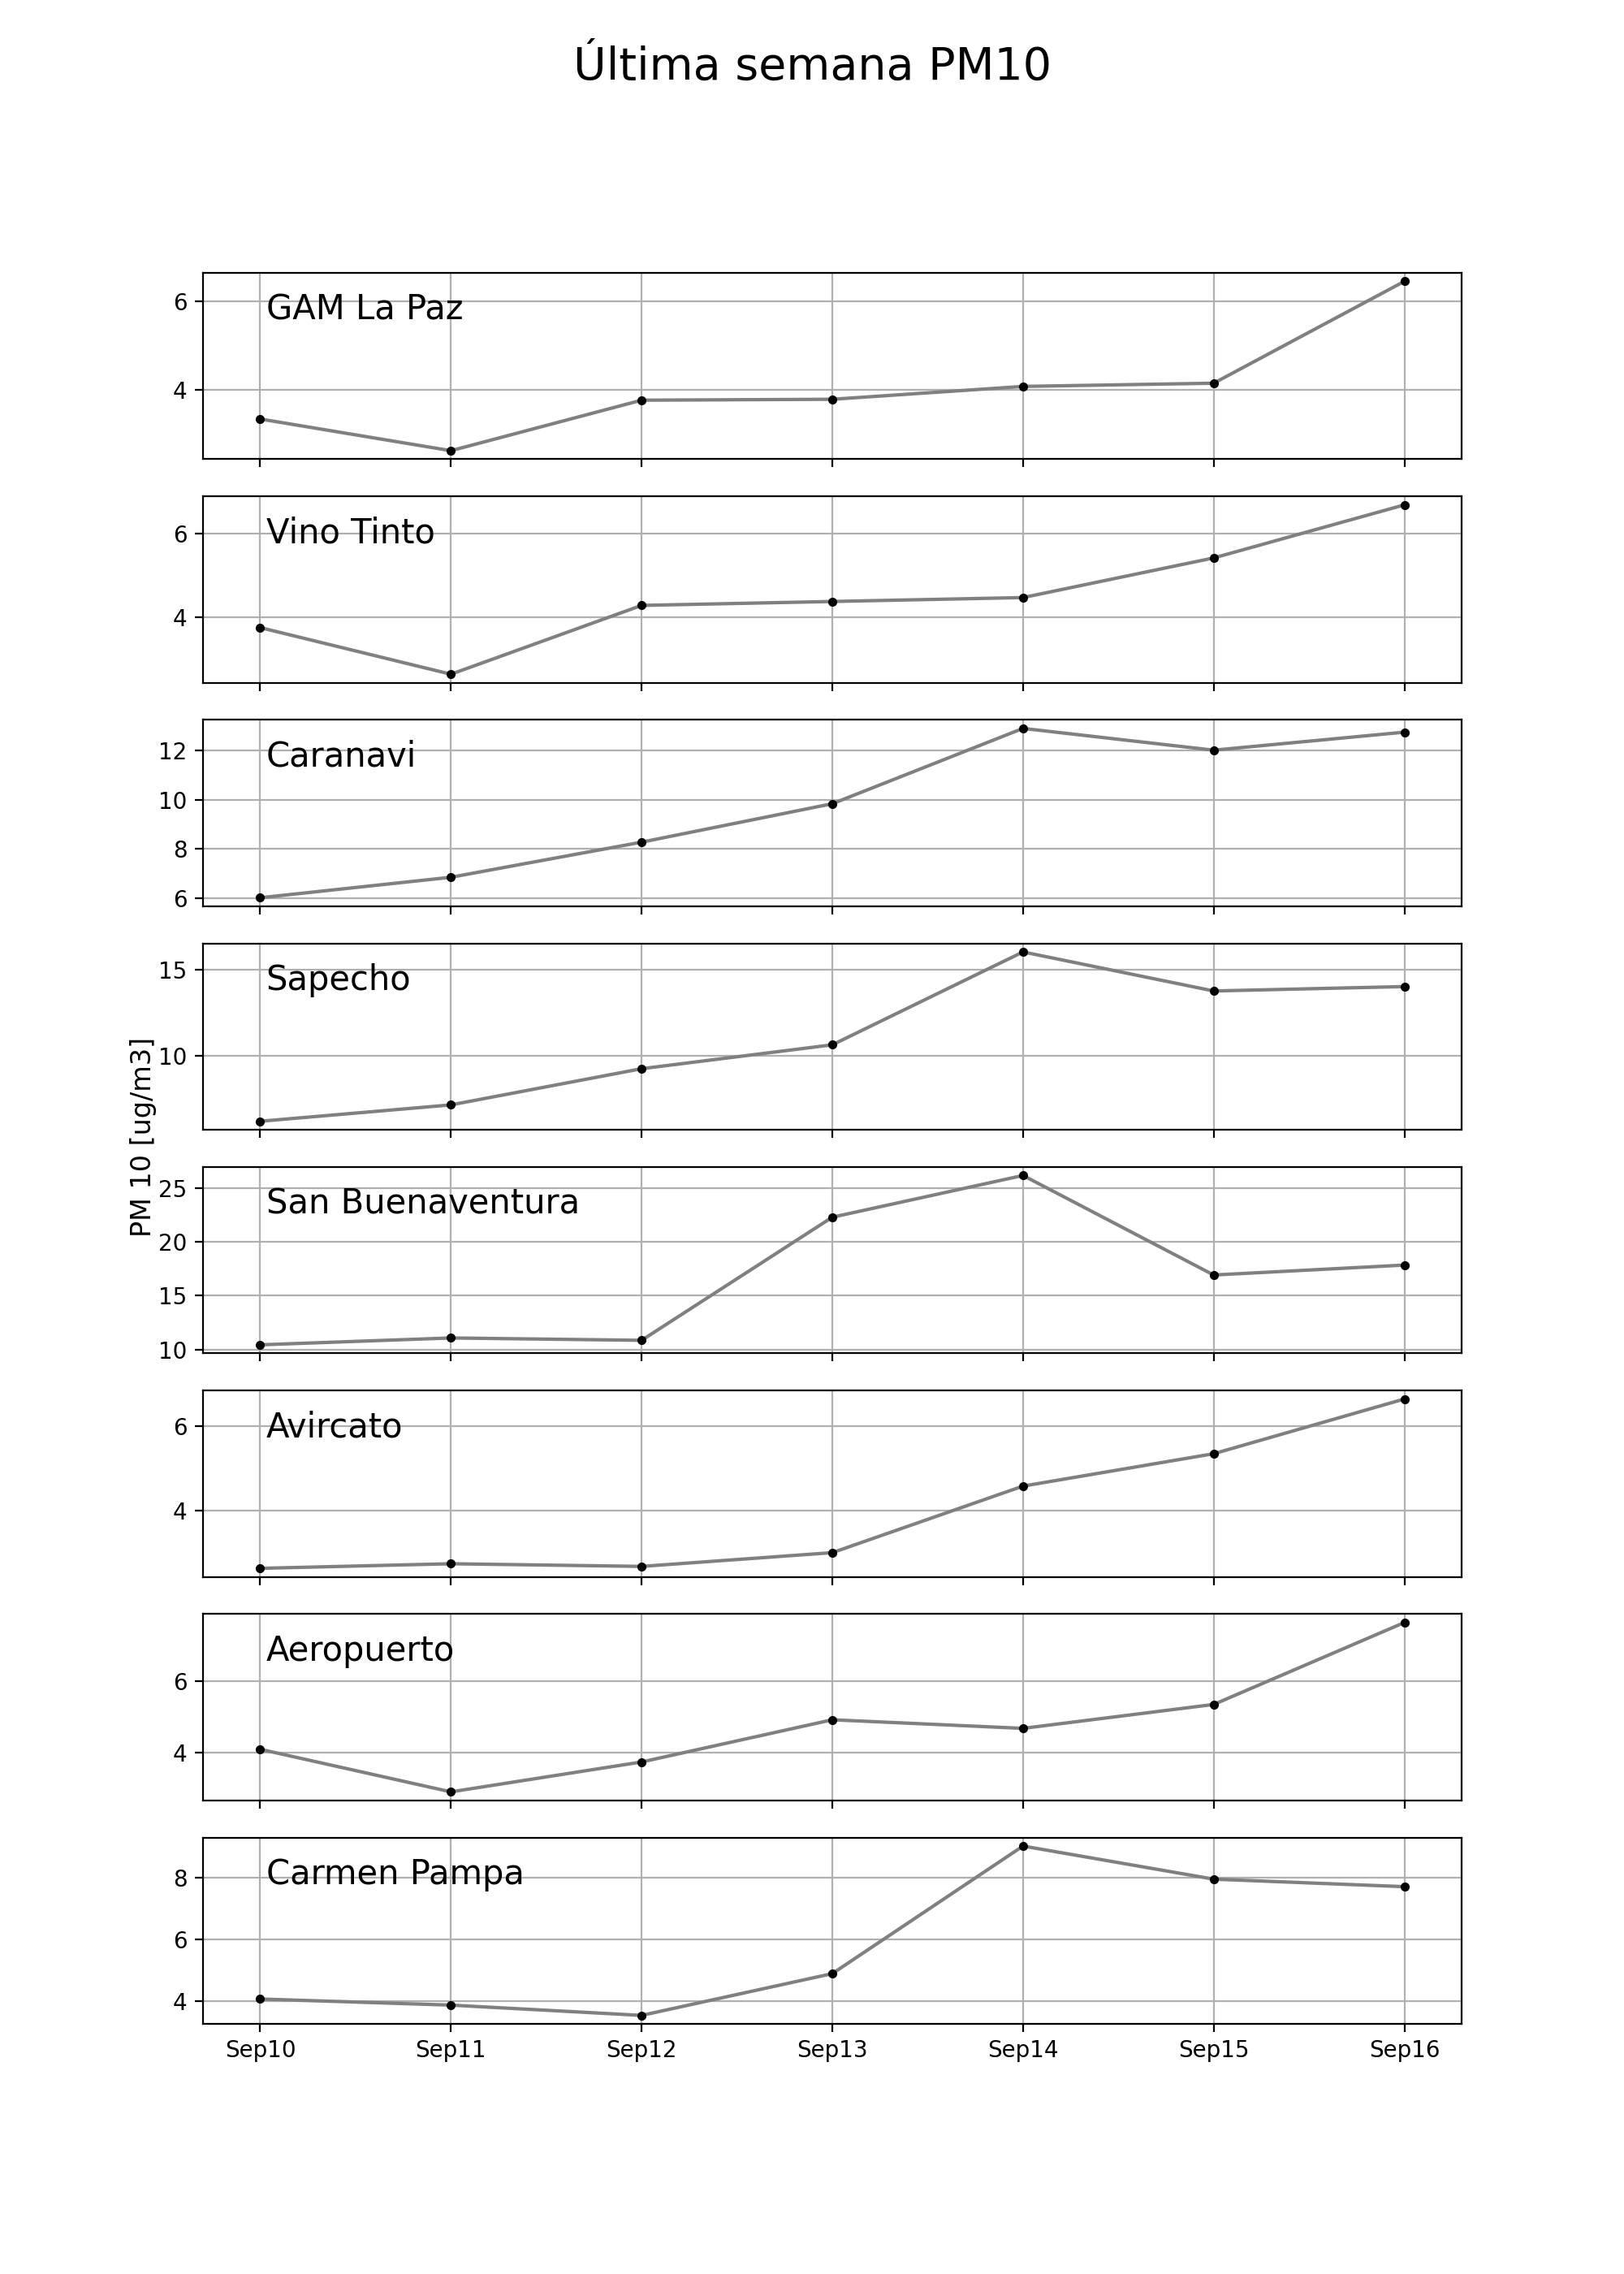 Última semana PM10
GAM La Paz
6
4
Vino Tinto
6
4
Caranavi
12
10
8
6
Sapecho
15
10
PM 10 [ug/m3]
San Buenaventura
25
20
15
10
Avircato
6
4
Aeropuerto
6
4
Carmen Pampa
8
6
4
Sep10 Sep11 Sep12 Sep13 Sep14 Sep15 Sep16